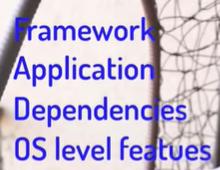 Framework
Application
Dependencies
OS level featues